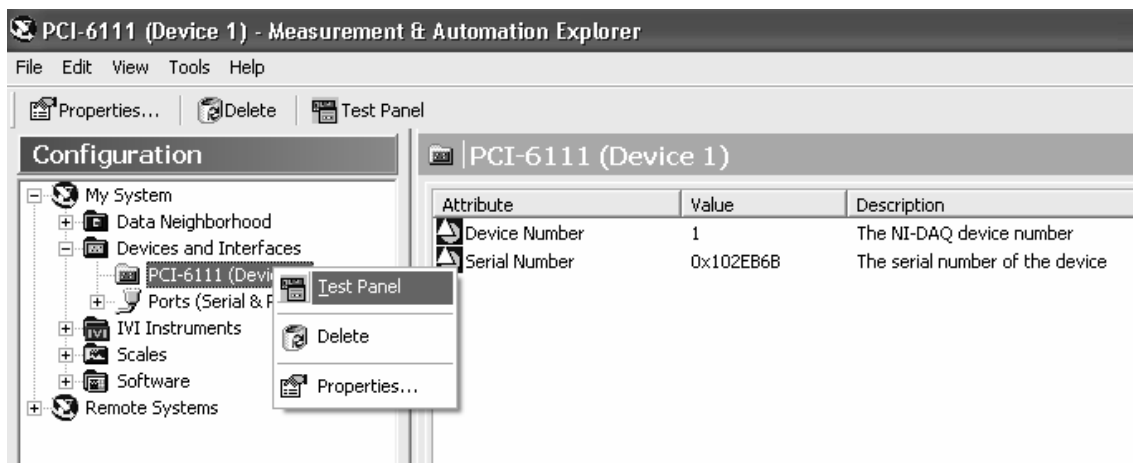 PCI-6111 (Device 1) - Measurement & Automation Explorer
File Edit View Tools Help
Properties... Delete Test Panel
Configuration
My System
Data Neighborhood
Devices and Interfaces
PCI-6111
Ports (Serial &
IVI Instruments
Scales
Software
Remote Systems
Test Panel
Delete
Properties...
PCI-6111 (Device 1)
Attribute Value Description
Device Number 1 The NI-DAQ device number
Serial Number 0x102EB6B The serial number of the device